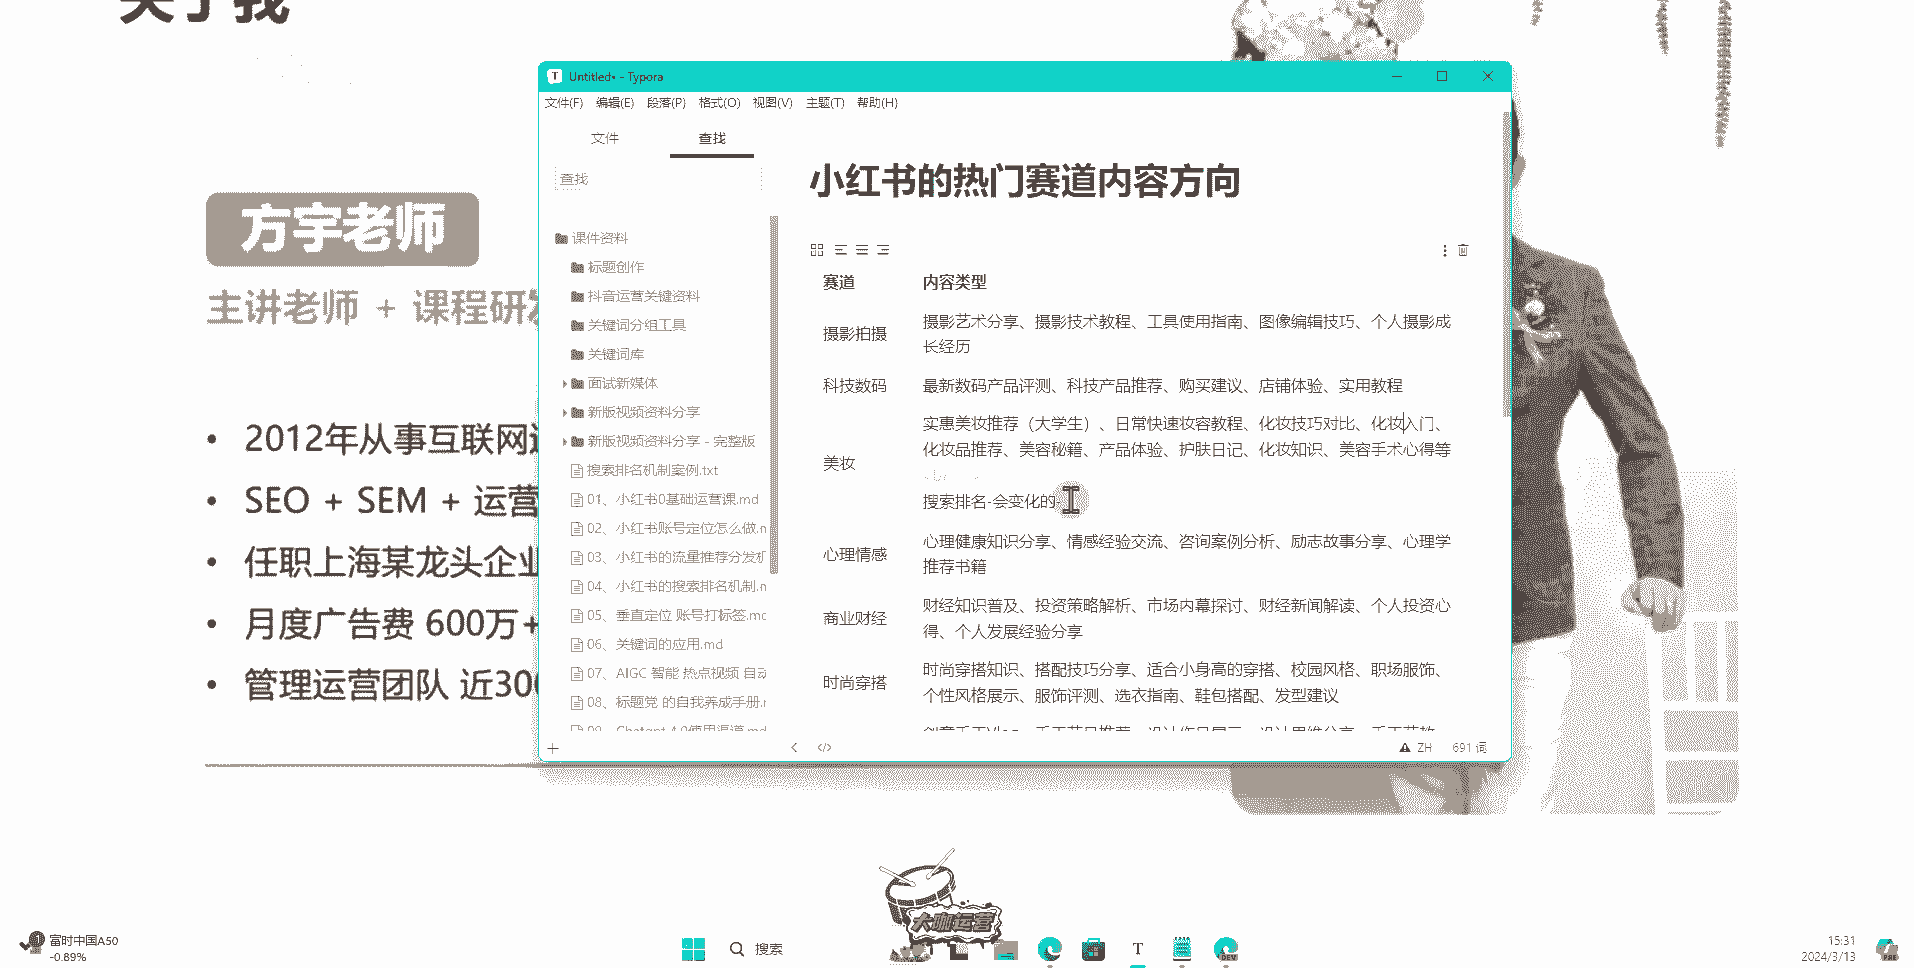 关于我
方宇老师
主讲老师 + 课程研发
2012年从事互联网
SEO + SEM + 运营
任职上海某龙头企业
月度广告费 600万+
管理运营团队 近300
Untitled• - Typora
文件(F) 编辑(E) 段落(P) 格式(O) 视图(V) 主题(T) 帮助(H)
文件 查找
查找
课件资料
标题创作
抖音运营关键资料
关键词分组工具
关键词库
面试新媒体
新版视频资料分享
新版视频资料分享 - 完整版
搜索排名机制案例.txt
01、小红书0基础运营课.md
02、小红书账号定位怎么做.m
03、小红书的流量推荐分发机
04、小红书的搜索排名机制.m
05、垂直定位 账号打标签.md
06、关键词的应用.md
07、AIGC 智能 热点视频 自动
08、标题党 的自我养成手册.m
09、Chatgpt 4.0使用渠道.md
小红书的热门赛道内容方向
赛道 内容类型
摄影拍摄 摄影艺术分享、摄影技术教程、工具使用指南、图像编辑技巧、个人摄影成
长经历
科技数码 最新数码产品评测、科技产品推荐、购买建议、店铺体验、实用教程
美妆 实惠美妆推荐（大学生）、日常快速妆容教程、化妆技巧对比、化妆入门、
化妆品推荐、美容秘籍、产品体验、护肤日记、化妆知识、美容手术心得等
搜索排名-会变化的-
心理情感 心理健康知识分享、情感经验交流、咨询案例分析、励志故事分享、心理学
推荐书籍
商业财经 财经知识普及、投资策略解析、市场内幕探讨、财经新闻解读、个人投资心
得、个人发展经验分享
时尚穿搭 时尚穿搭知识、搭配技巧分享、适合小身高的穿搭、校园风格、职场服饰、
个性风格展示、服饰评测、选衣指南、鞋包搭配、发型建议
ZH 691 词
大咖运营
富时中国A50
-0.89%
搜索
DEV
15:31
2024/3/13
PRE